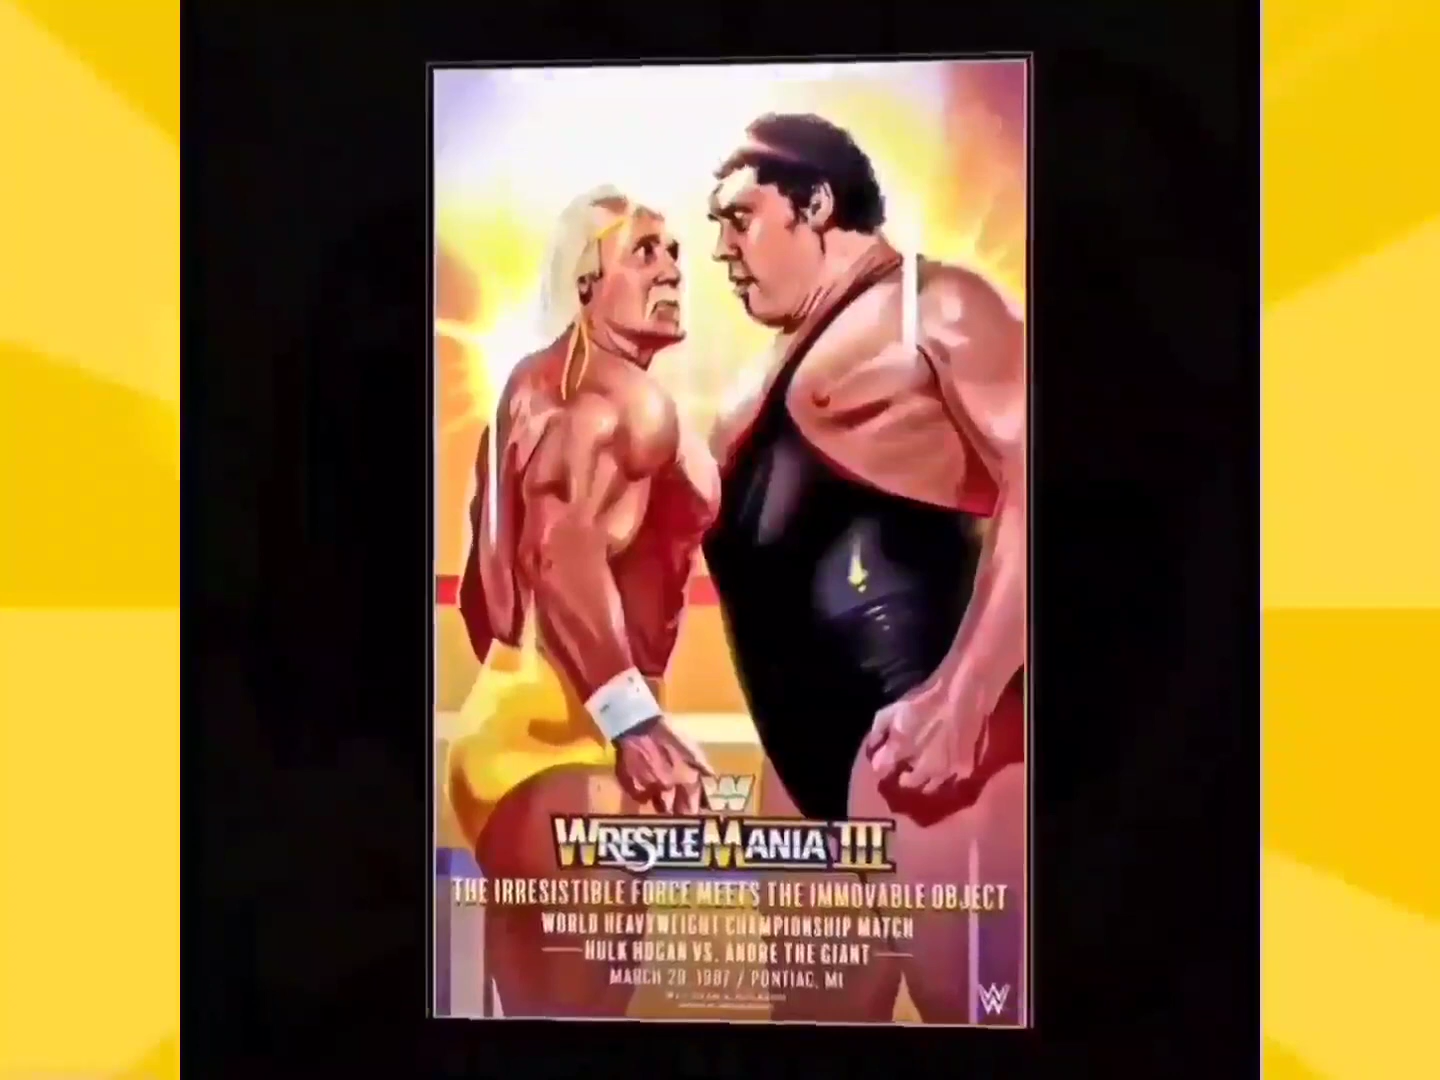 W
WRESTLEMANIA III
THE IRRESISTIBLE FORCE MEETS THE IMMOVABLE OBJECT
WORLD HEAVYWEIGHT CHAMPIONSHIP MATCH
HULK HOGAN VS. ANDRE THE GIANT
MARCH 29, 1987 / PONTIAC, MI
W